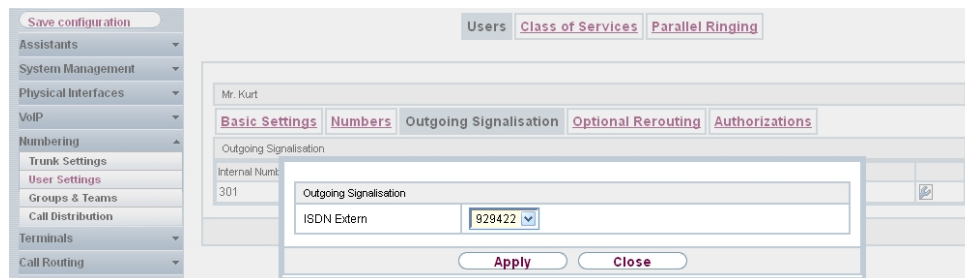 Save configuration
Assistants
System Management
Physical Interfaces
VoIP
Numbering
Trunk Settings
User Settings
Groups & Teams
Call Distribution
Terminals
Call Routing
Users Class of Services Parallel Ringing
Mr. Kurt
Basic Settings Numbers Outgoing Signalisation Optional Rerouting Authorizations
Outgoing Signalisation
Internal Numb
301
Outgoing Signalisation
ISDN Extern 929422
Apply Close